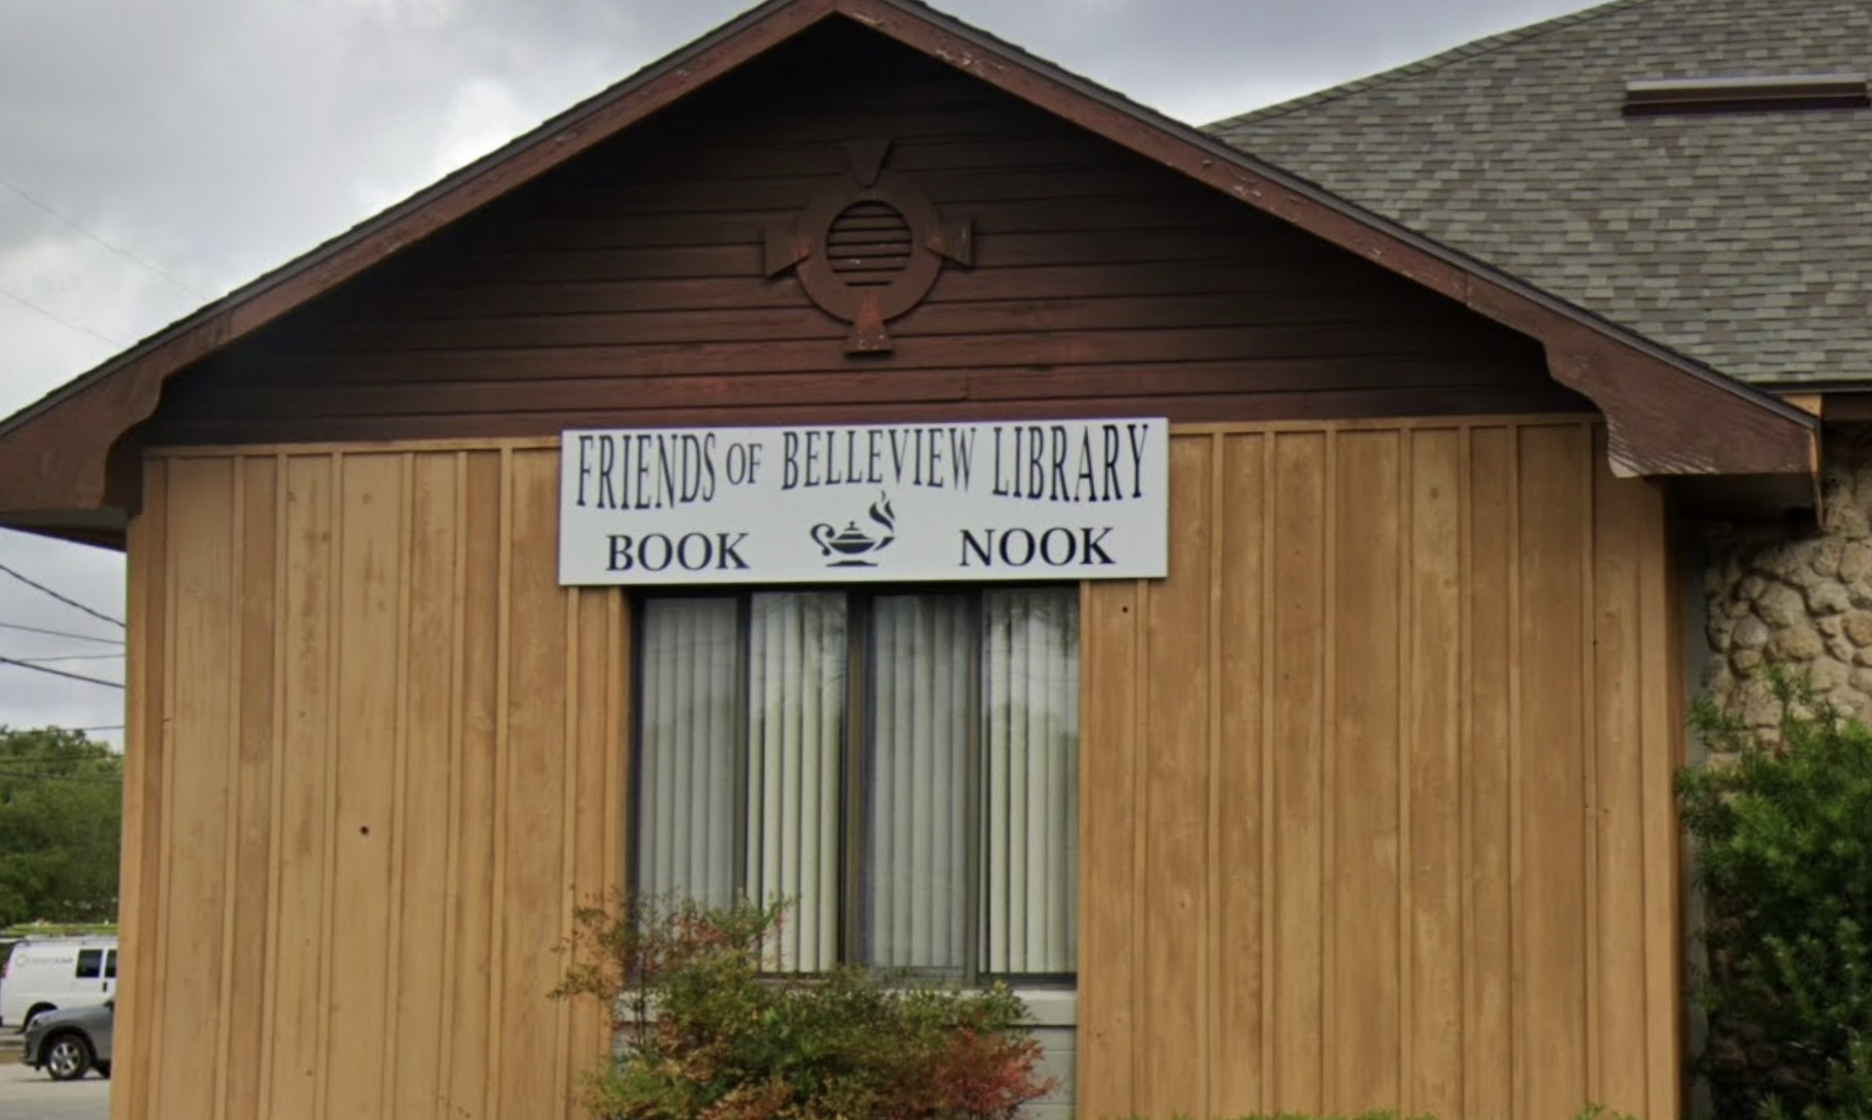 FRIENDS OF BELLEVIEW LIBRARY
BOOK NOOK